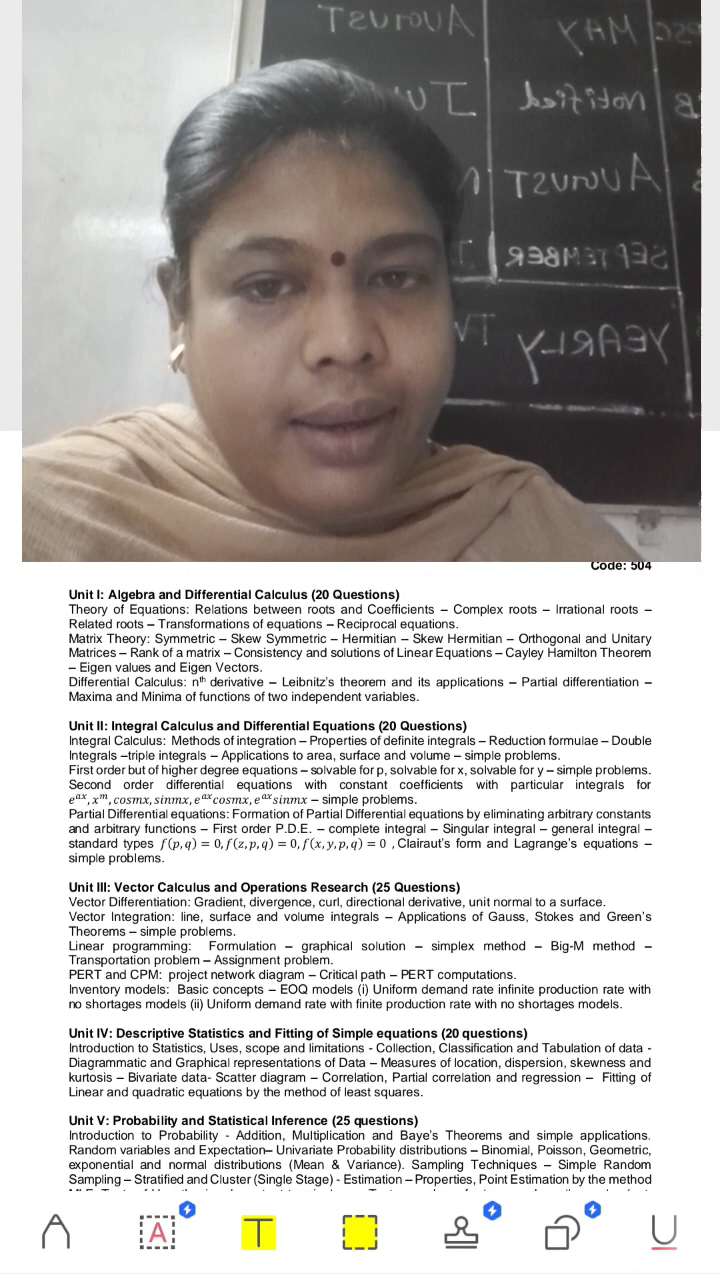 AUGUST
MAY
PSC
Notified
AUGUST
SEPTEMBER
YEARLY
Code: 504
Unit I: Algebra and Differential Calculus (20 Questions)
Theory of Equations: Relations between roots and Coefficients – Complex roots – Irrational roots –
Related roots – Transformations of equations – Reciprocal equations.
Matrix Theory: Symmetric – Skew Symmetric – Hermitian – Skew Hermitian – Orthogonal and Unitary
Matrices – Rank of a matrix – Consistency and solutions of Linear Equations – Cayley Hamilton Theorem
– Eigen values and Eigen Vectors.
Differential Calculus: nᵗʰ derivative – Leibnitz's theorem and its applications – Partial differentiation –
Maxima and Minima of functions of two independent variables.
Unit II: Integral Calculus and Differential Equations (20 Questions)
Integral Calculus: Methods of integration – Properties of definite integrals – Reduction formulae – Double
Integrals –triple integrals – Applications to area, surface and volume – simple problems.
First order but of higher degree equations – solvable for p, solvable for x, solvable for y – simple problems.
Second order differential equations with constant coefficients with particular integrals for
eᵃˣ, xᵐ, cosmx, sinmx, eᵃˣcosmx, eᵃˣsinmx – simple problems.
Partial Differential equations: Formation of Partial Differential equations by eliminating arbitrary constants
and arbitrary functions – First order P.D.E. – complete integral – Singular integral – general integral –
standard types f(p,q) = 0, f(z,p,q) = 0, f(x,y,p,q) = 0 , Clairaut's form and Lagrange's equations –
simple problems.
Unit III: Vector Calculus and Operations Research (25 Questions)
Vector Differentiation: Gradient, divergence, curl, directional derivative, unit normal to a surface.
Vector Integration: line, surface and volume integrals – Applications of Gauss, Stokes and Green's
Theorems – simple problems.
Linear programming: Formulation – graphical solution – simplex method – Big-M method –
Transportation problem – Assignment problem.
PERT and CPM: project network diagram – Critical path – PERT computations.
Inventory models: Basic concepts – EOQ models (i) Uniform demand rate infinite production rate with
no shortages models (ii) Uniform demand rate with finite production rate with no shortages models.
Unit IV: Descriptive Statistics and Fitting of Simple equations (20 questions)
Introduction to Statistics, Uses, scope and limitations - Collection, Classification and Tabulation of data -
Diagrammatic and Graphical representations of Data – Measures of location, dispersion, skewness and
kurtosis – Bivariate data- Scatter diagram – Correlation, Partial correlation and regression – Fitting of
Linear and quadratic equations by the method of least squares.
Unit V: Probability and Statistical Inference (25 questions)
Introduction to Probability - Addition, Multiplication and Baye's Theorems and simple applications.
Random variables and Expectation– Univariate Probability distributions – Binomial, Poisson, Geometric,
exponential and normal distributions (Mean & Variance). Sampling Techniques – Simple Random
Sampling – Stratified and Cluster (Single Stage) - Estimation – Properties, Point Estimation by the method